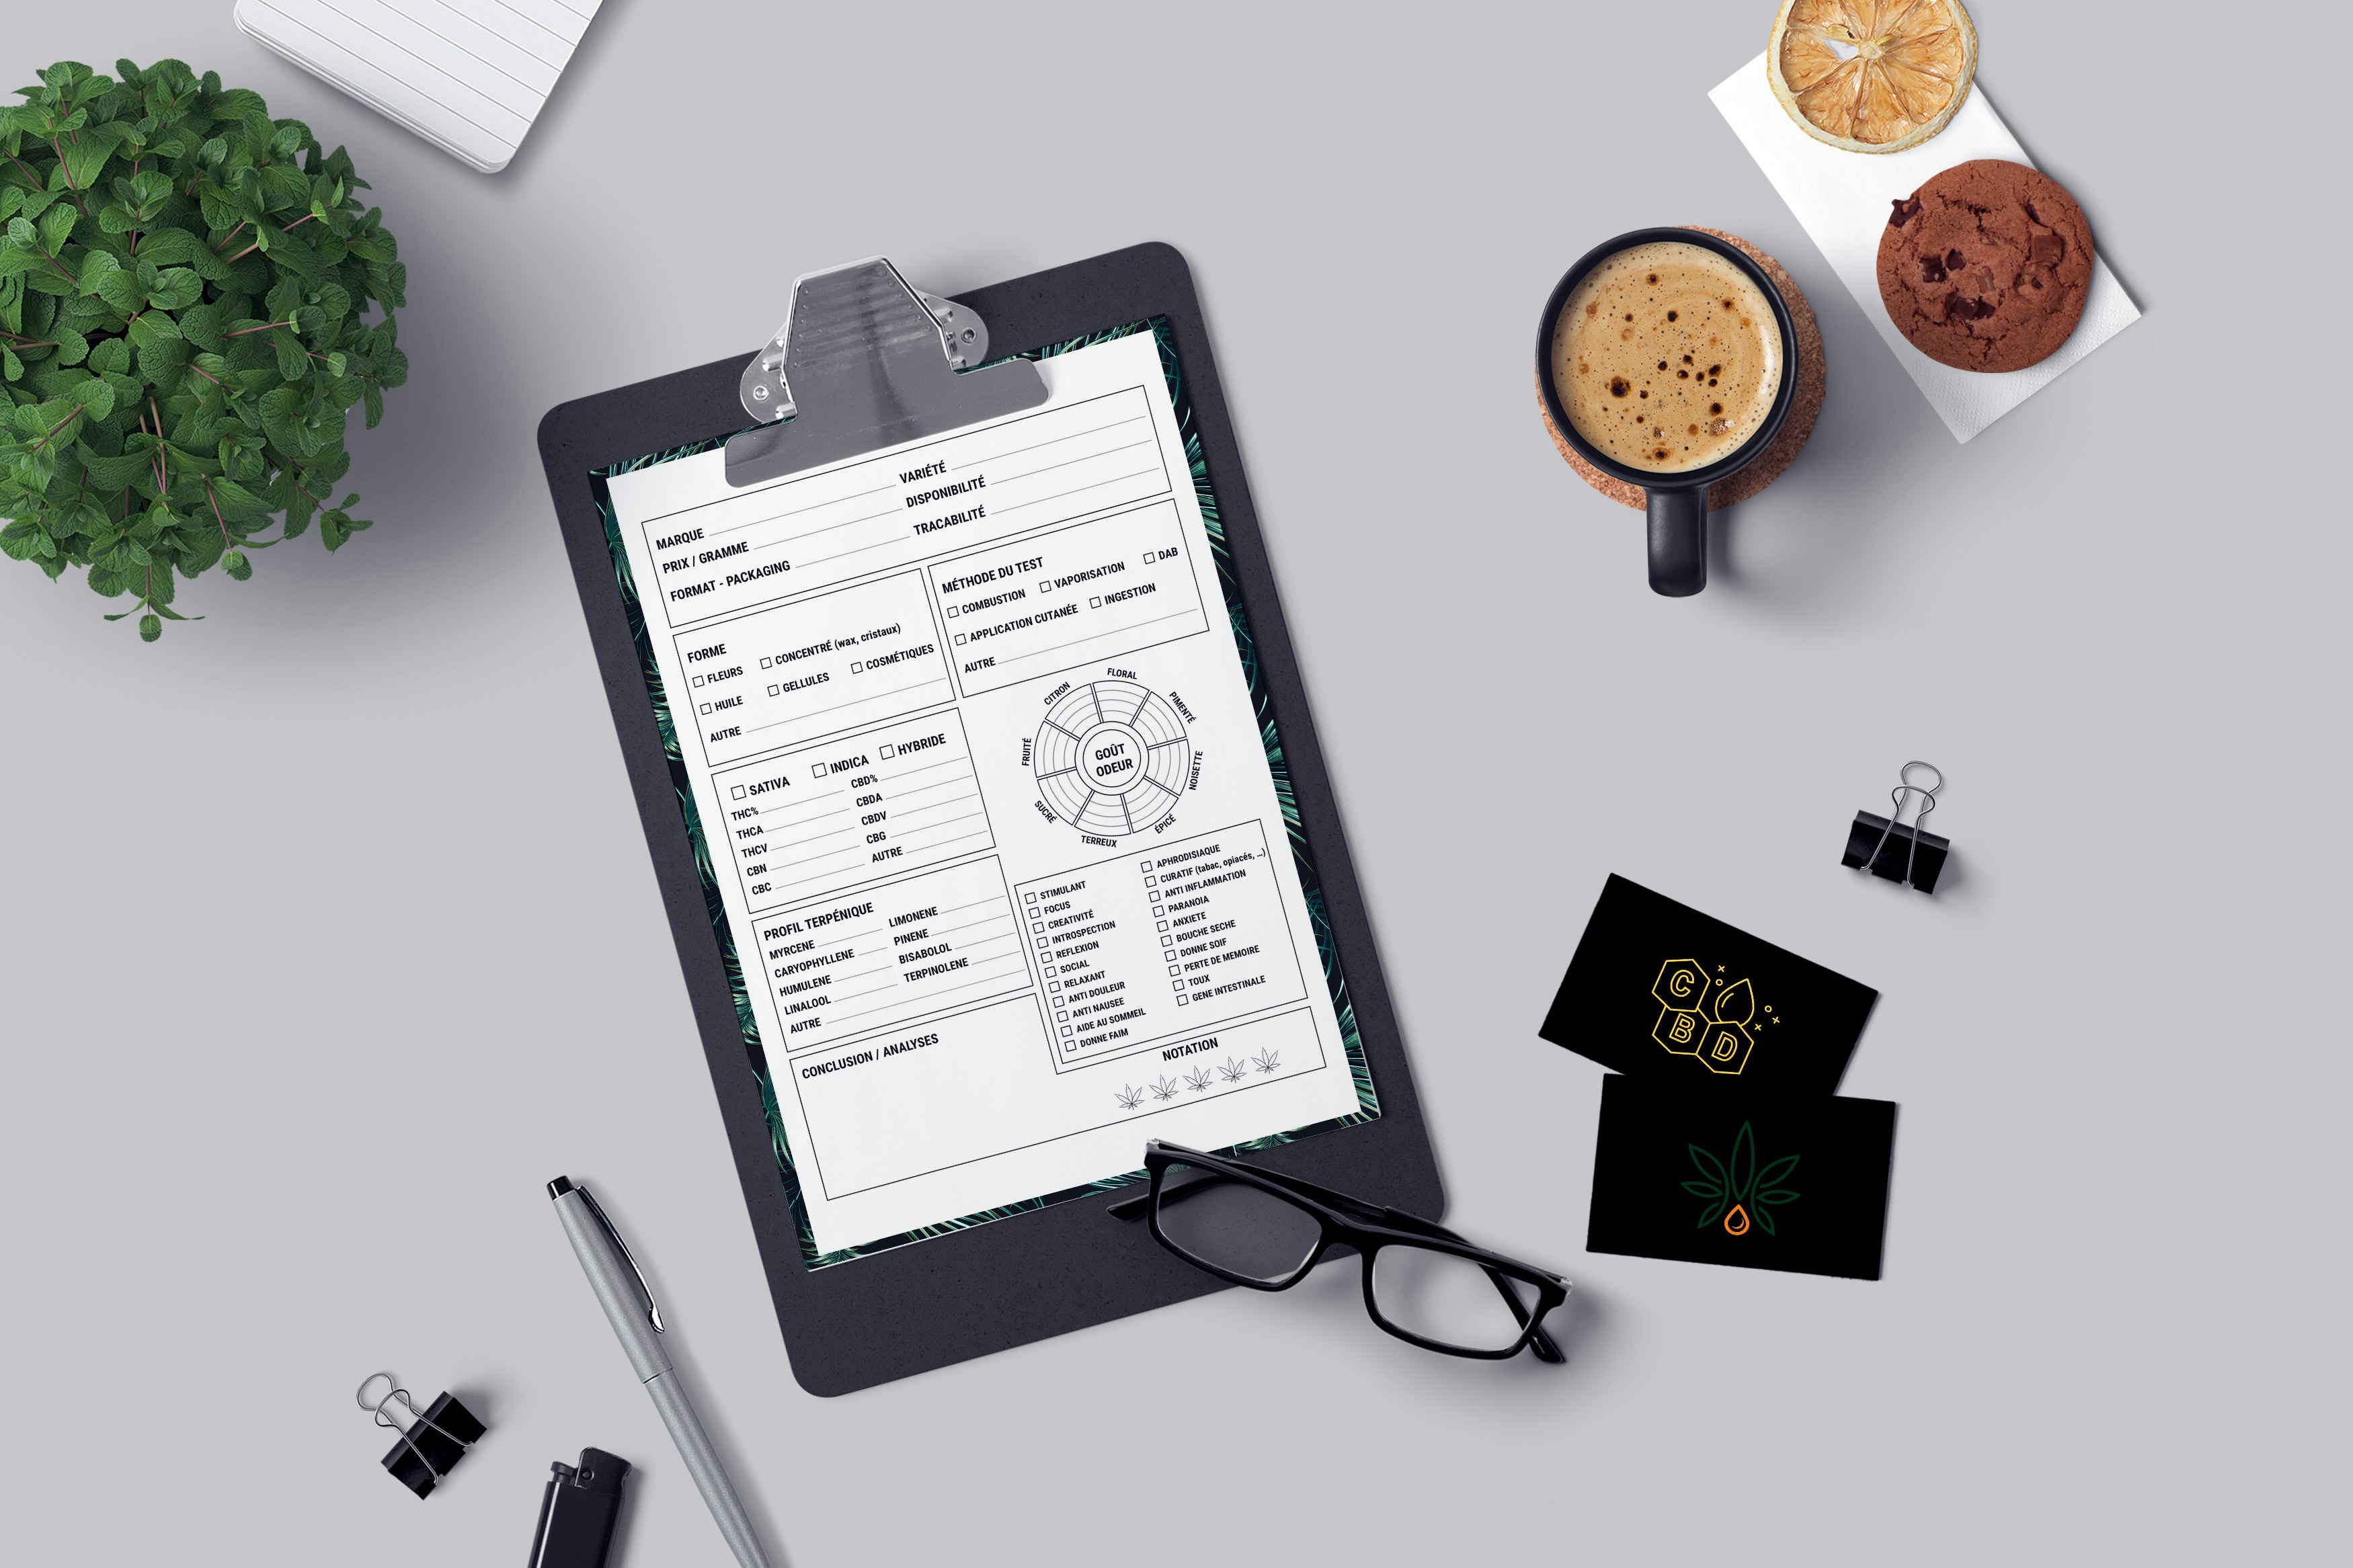 MARQUE VARIÉTÉ
PRIX / GRAMME DISPONIBILITÉ
FORMAT - PACKAGING TRACABILITÉ
FORME
FLEURS CONCENTRÉ (wax, cristaux)
HUILE GELLULES COSMÉTIQUES
AUTRE
MÉTHODE DU TEST
COMBUSTION VAPORISATION DAB
APPLICATION CUTANÉE INGESTION
AUTRE
SATIVA INDICA HYBRIDE
THC% CBD%
THCA CBDA
THCV CBDV
CBN CBG
CBC AUTRE
FLORAL
PIMENTÉ
NOISETTE
ÉPICÉ
TERREUX
SUCRÉ
FRUITÉ
CITRON
GOÛT
ODEUR
PROFIL TERPÉNIQUE
MYRCENE LIMONENE
CARYOPHYLLENE PINENE
HUMULENE BISABOLOL
LINALOOL TERPINOLENE
AUTRE
STIMULANT
FOCUS
CREATIVITÉ
INTROSPECTION
REFLEXION
SOCIAL
RELAXANT
ANTI DOULEUR
ANTI NAUSEE
AIDE AU SOMMEIL
DONNE FAIM
APHRODISIAQUE
CURATIF (tabac, opiacés, ...)
ANTI INFLAMMATION
PARANOIA
ANXIETE
BOUCHE SECHE
DONNE SOIF
PERTE DE MEMOIRE
TOUX
GENE INTESTINALE
CONCLUSION / ANALYSES
NOTATION
C
B D